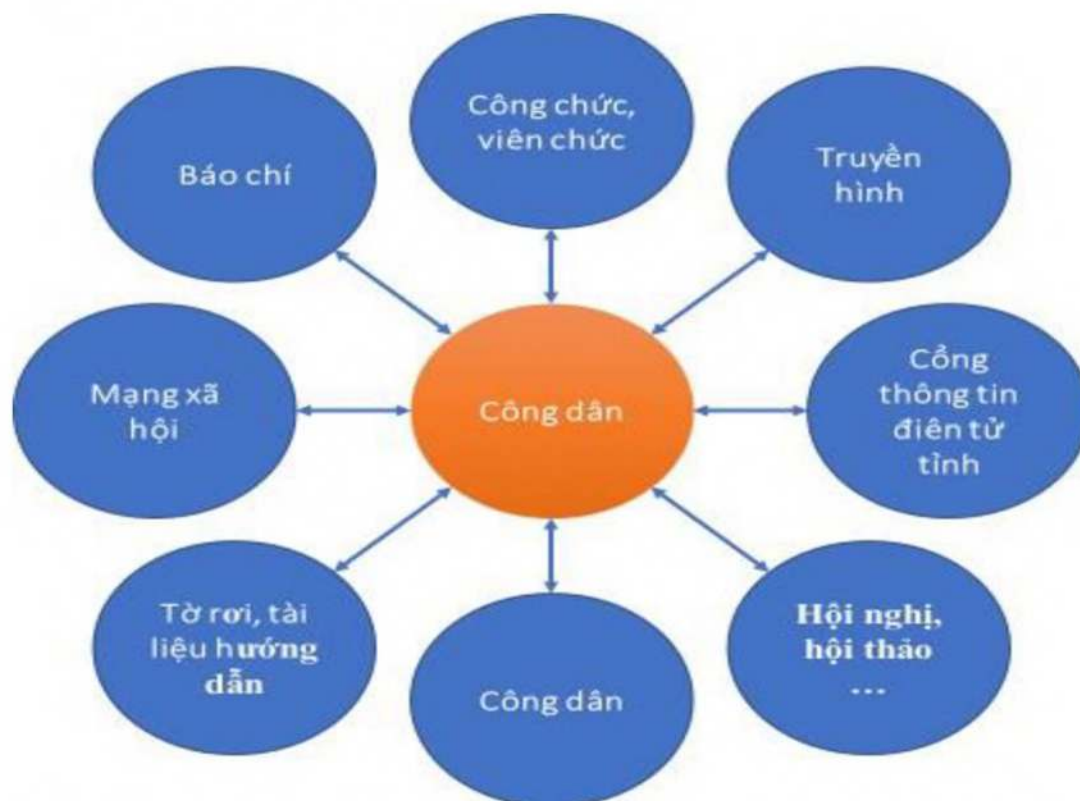 Công chức,
viên chức
Báo chí
Truyền
hình
Mạng xã
hội
Công dân
Cổng
thông tin
điên tử
tỉnh
Tờ rơi, tài
liệu hướng
dẫn
Công dân
Hội nghị,
hội thảo
...